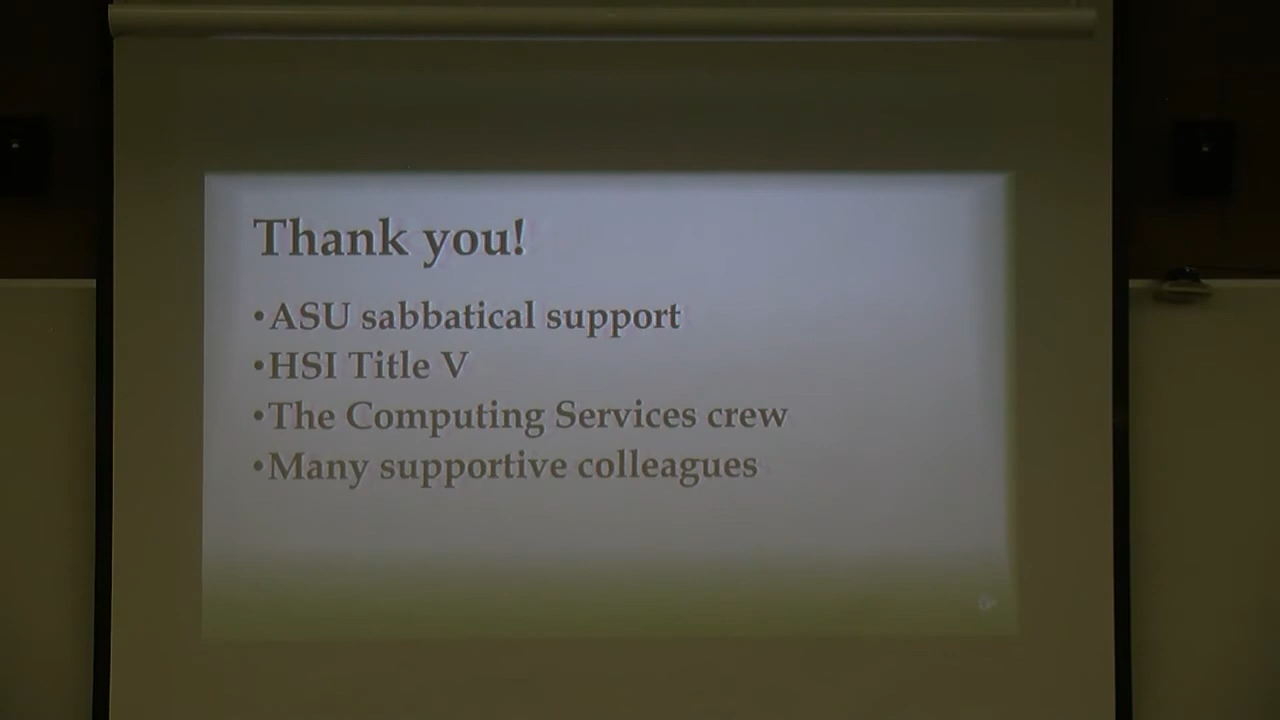 Thank you!
•ASU sabbatical support
•HSI Title V
•The Computing Services crew
•Many supportive colleagues